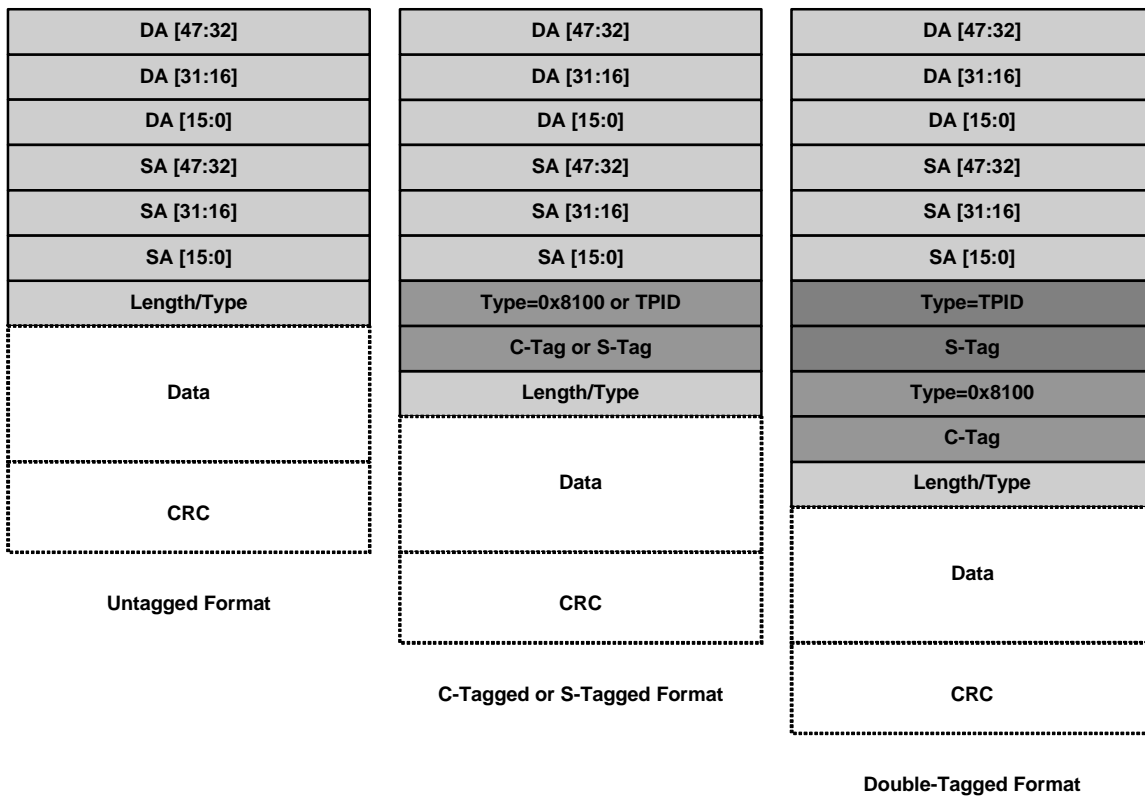 DA [47:32]
DA [31:16]
DA [15:0]
SA [47:32]
SA [31:16]
SA [15:0]
Length/Type
Data
CRC
Untagged Format
DA [47:32]
DA [31:16]
DA [15:0]
SA [47:32]
SA [31:16]
SA [15:0]
Type=0x8100 or TPID
C-Tag or S-Tag
Length/Type
Data
CRC
C-Tagged or S-Tagged Format
DA [47:32]
DA [31:16]
DA [15:0]
SA [47:32]
SA [31:16]
SA [15:0]
Type=TPID
S-Tag
Type=0x8100
C-Tag
Length/Type
Data
CRC
Double-Tagged Format